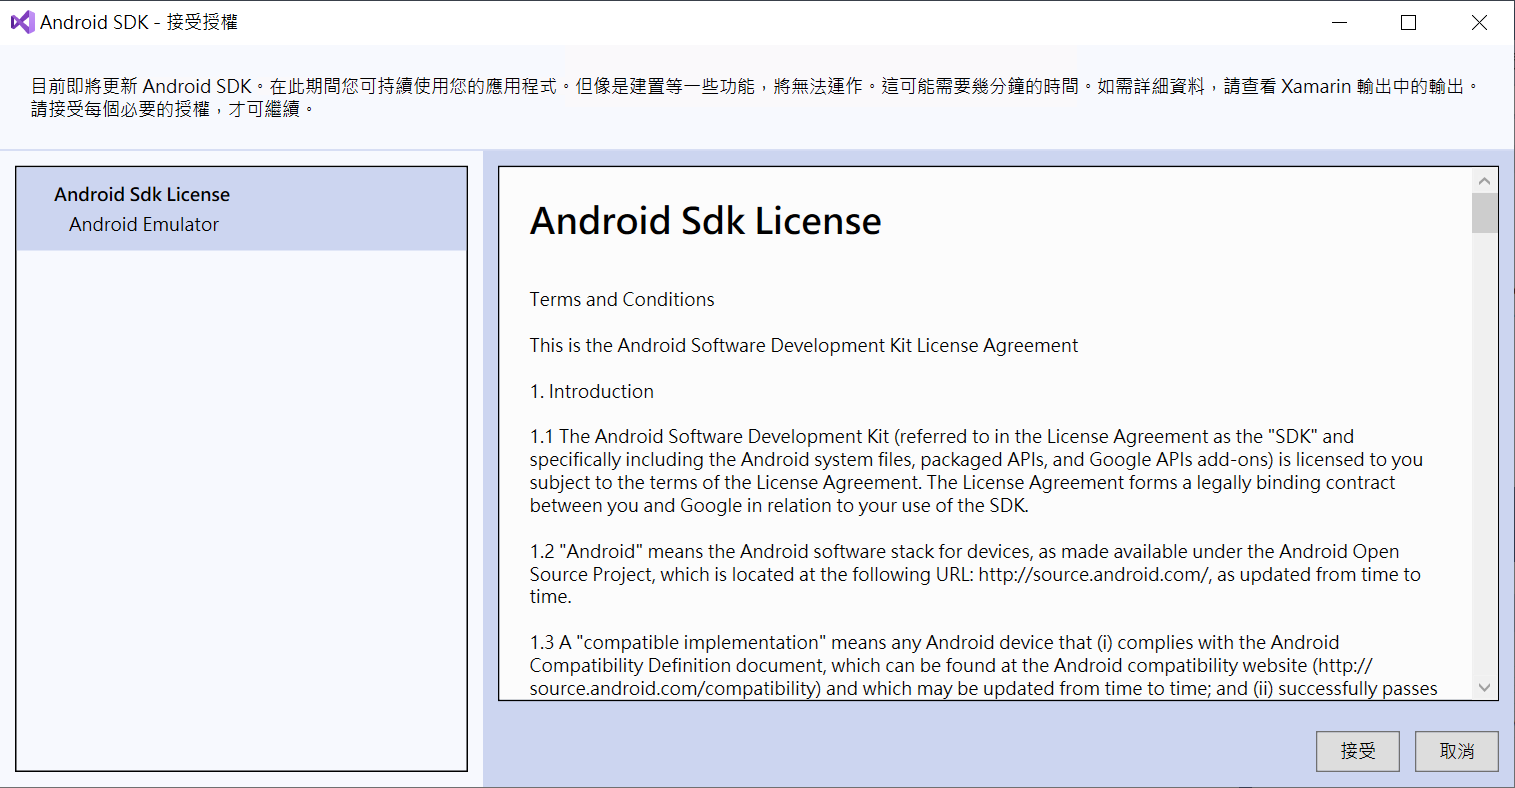 Android SDK - 接受授權
目前即將更新 Android SDK。在此期間您可持續使用您的應用程式。但像是建置等一些功能，將無法運作。這可能需要幾分鐘的時間。如需詳細資料，請查看 Xamarin 輸出中的輸出。
請接受每個必要的授權，才可繼續。
Android Sdk License
Android Emulator
Android Sdk License
Terms and Conditions
This is the Android Software Development Kit License Agreement
1. Introduction
1.1 The Android Software Development Kit (referred to in the License Agreement as the "SDK" and
specifically including the Android system files, packaged APIs, and Google APIs add-ons) is licensed to you
subject to the terms of the License Agreement. The License Agreement forms a legally binding contract
between you and Google in relation to your use of the SDK.
1.2 "Android" means the Android software stack for devices, as made available under the Android Open
Source Project, which is located at the following URL: http://source.android.com/, as updated from time to
time.
1.3 A "compatible implementation" means any Android device that (i) complies with the Android
Compatibility Definition document, which can be found at the Android compatibility website (http://
source.android.com/compatibility) and which may be updated from time to time; and (ii) successfully passes
接受
取消